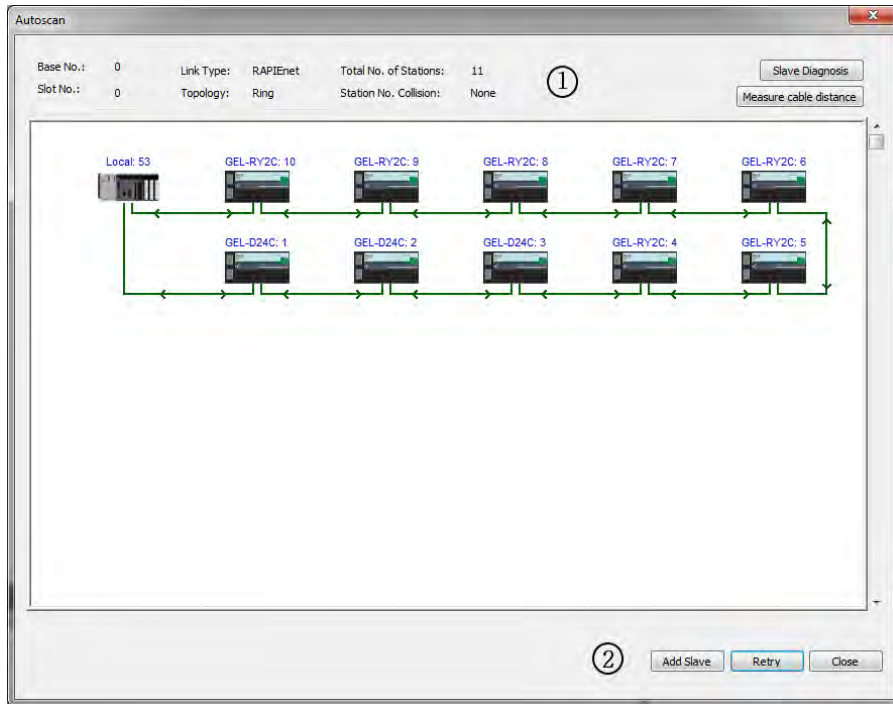 Autoscan
Base No.: 0 Link Type: RAPIEnet Total No. of Stations: 11 ① Slave Diagnosis
Slot No.: 0 Topology: Ring Station No. Collision: None Measure cable distance
Local: 53 GEL-RY2C: 10 GEL-RY2C: 9 GEL-RY2C: 8 GEL-RY2C: 7 GEL-RY2C: 6
GEL-D24C: 1 GEL-D24C: 2 GEL-D24C: 3 GEL-RY2C: 4 GEL-RY2C: 5
② Add Slave Retry Close